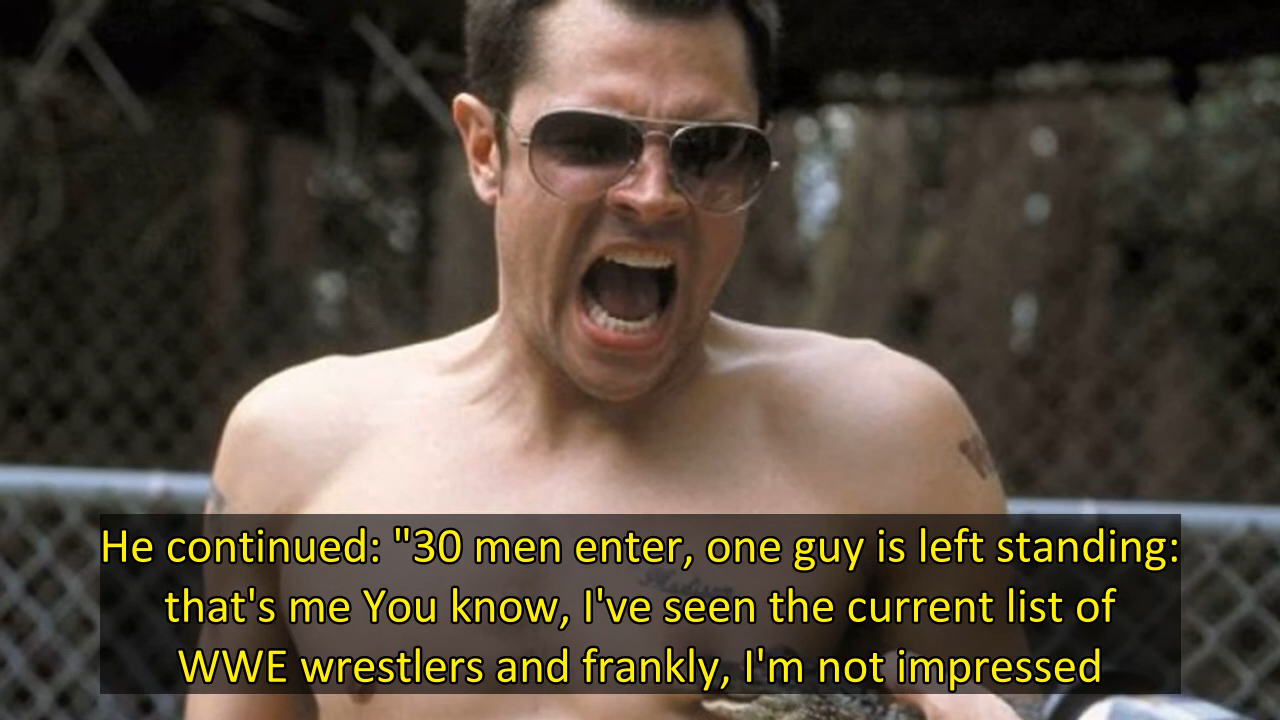 He continued: "30 men enter, one guy is left standing:
that's me You know, I've seen the current list of
WWE wrestlers and frankly, I'm not impressed